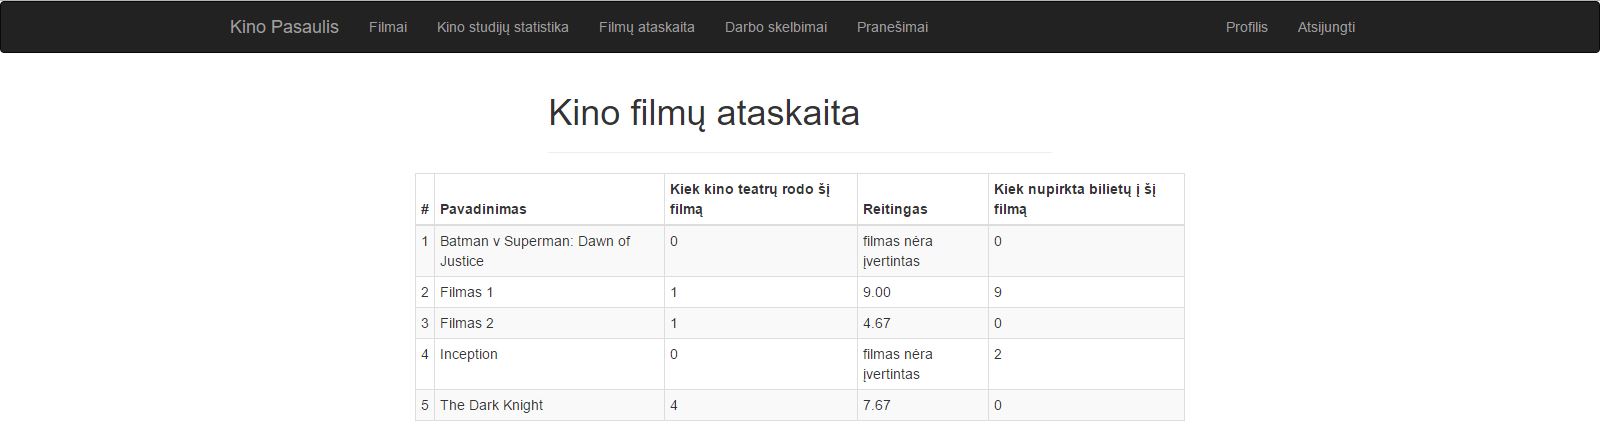 Kino Pasaulis Filmai Kino studijų statistika Filmų ataskaita Darbo skelbimai Pranešimai Profilis Atsijungti
Kino filmų ataskaita
# Pavadinimas Kiek kino teatrų rodo šį filmą Reitingas Kiek nupirkta bilietų į šį filmą
1 Batman v Superman: Dawn of Justice 0 filmas nėra įvertintas 0
2 Filmas 1 1 9.00 9
3 Filmas 2 1 4.67 0
4 Inception 0 filmas nėra įvertintas 2
5 The Dark Knight 4 7.67 0